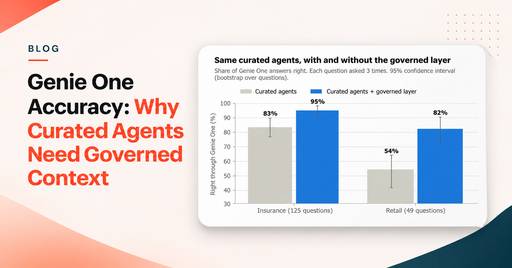 BLOG
Genie One
Accuracy: Why
Curated Agents
Need Governed
Context
Same curated agents, with and without the governed layer
Share of Genie One answers right. Each question asked 3 times. 95% confidence interval
(bootstrap over questions).
Curated agents
Curated agents + governed layer
Right through Genie One (%)
100
90
80
70
60
50
40
30
83%
95%
54%
82%
Insurance (125 questions)
Retail (49 questions)